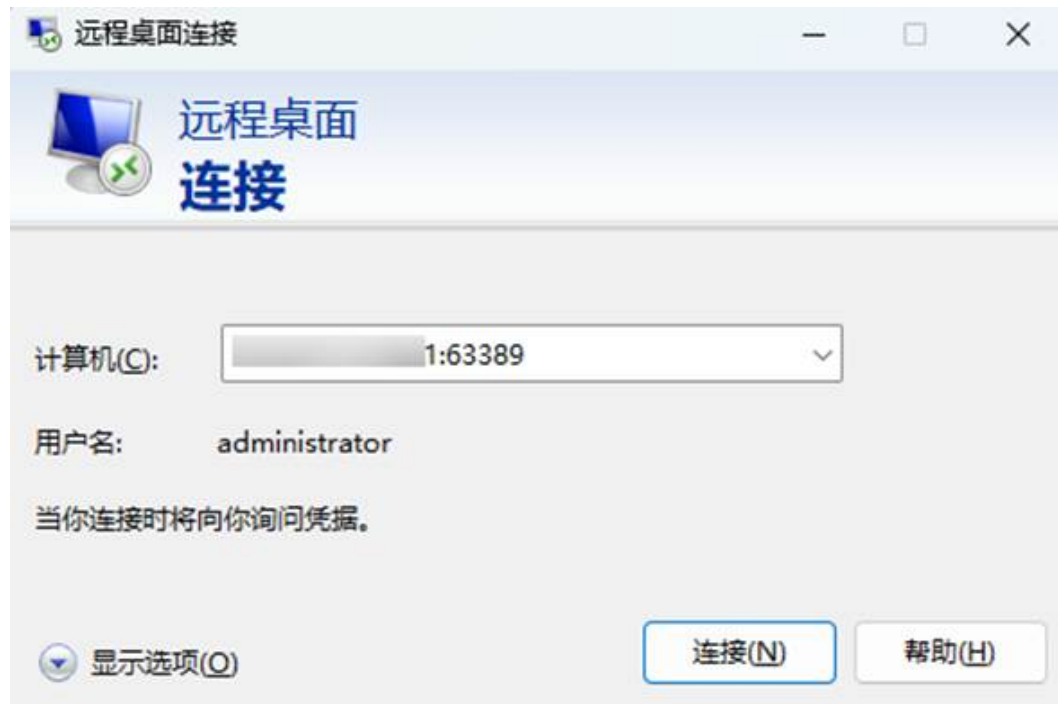 远程桌面连接
远程桌面
连接
计算机(C):
1:63389
用户名:
administrator
当你连接时将向你询问凭据。
显示选项(O)
连接(N)
帮助(H)